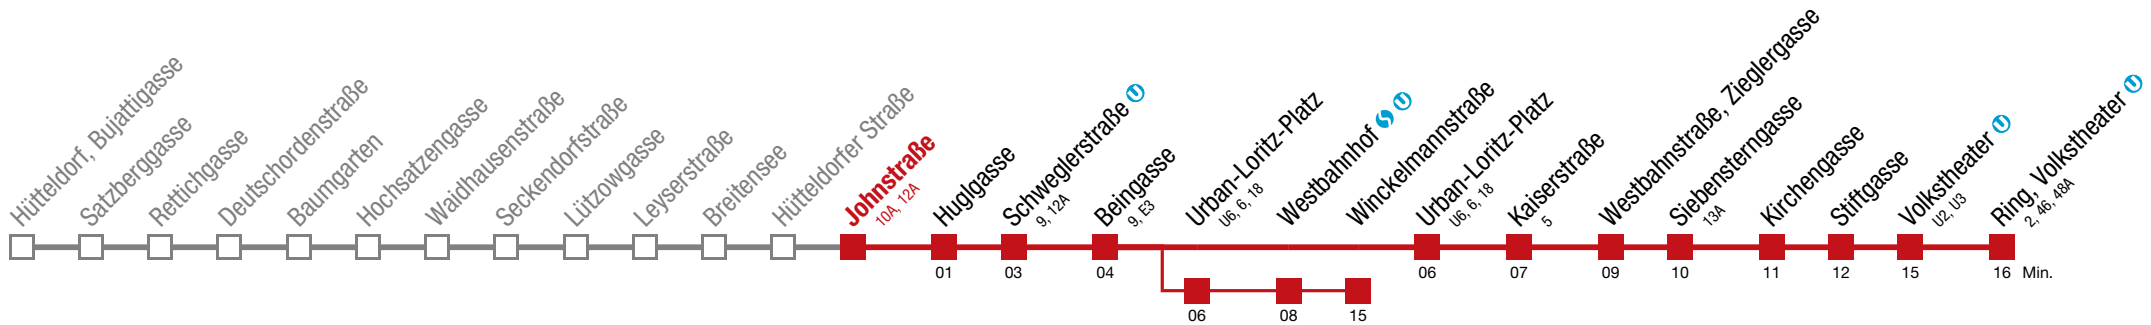 Hütteldorf, Bujattigasse
Satzberggasse
Rettichgasse
Deutschordenstraße
Baumgarten
Hochsatzengasse
Waidhausenstraße
Seckendorfstraße
Lützowgasse
Leyserstraße
Breitensee
Hütteldorfer Straße
Johnstraße
10A, 12A
Huglgasse
Schweglerstraße U
9, 12A
Beingasse
9, E3
Urban-Loritz-Platz
U6, 6, 18
Westbahnhof S U
Winckelmannstraße
Urban-Loritz-Platz
U6, 6, 18
Kaiserstraße
5
Westbahnstraße, Zieglergasse
Siebensterngasse
13A
Kirchengasse
Stiftgasse
Volkstheater U
U2, U3
Ring, Volkstheater U
2, 46, 48A
01 03 04 06 07 09 10 11 12 15 16 Min.
06 08 15